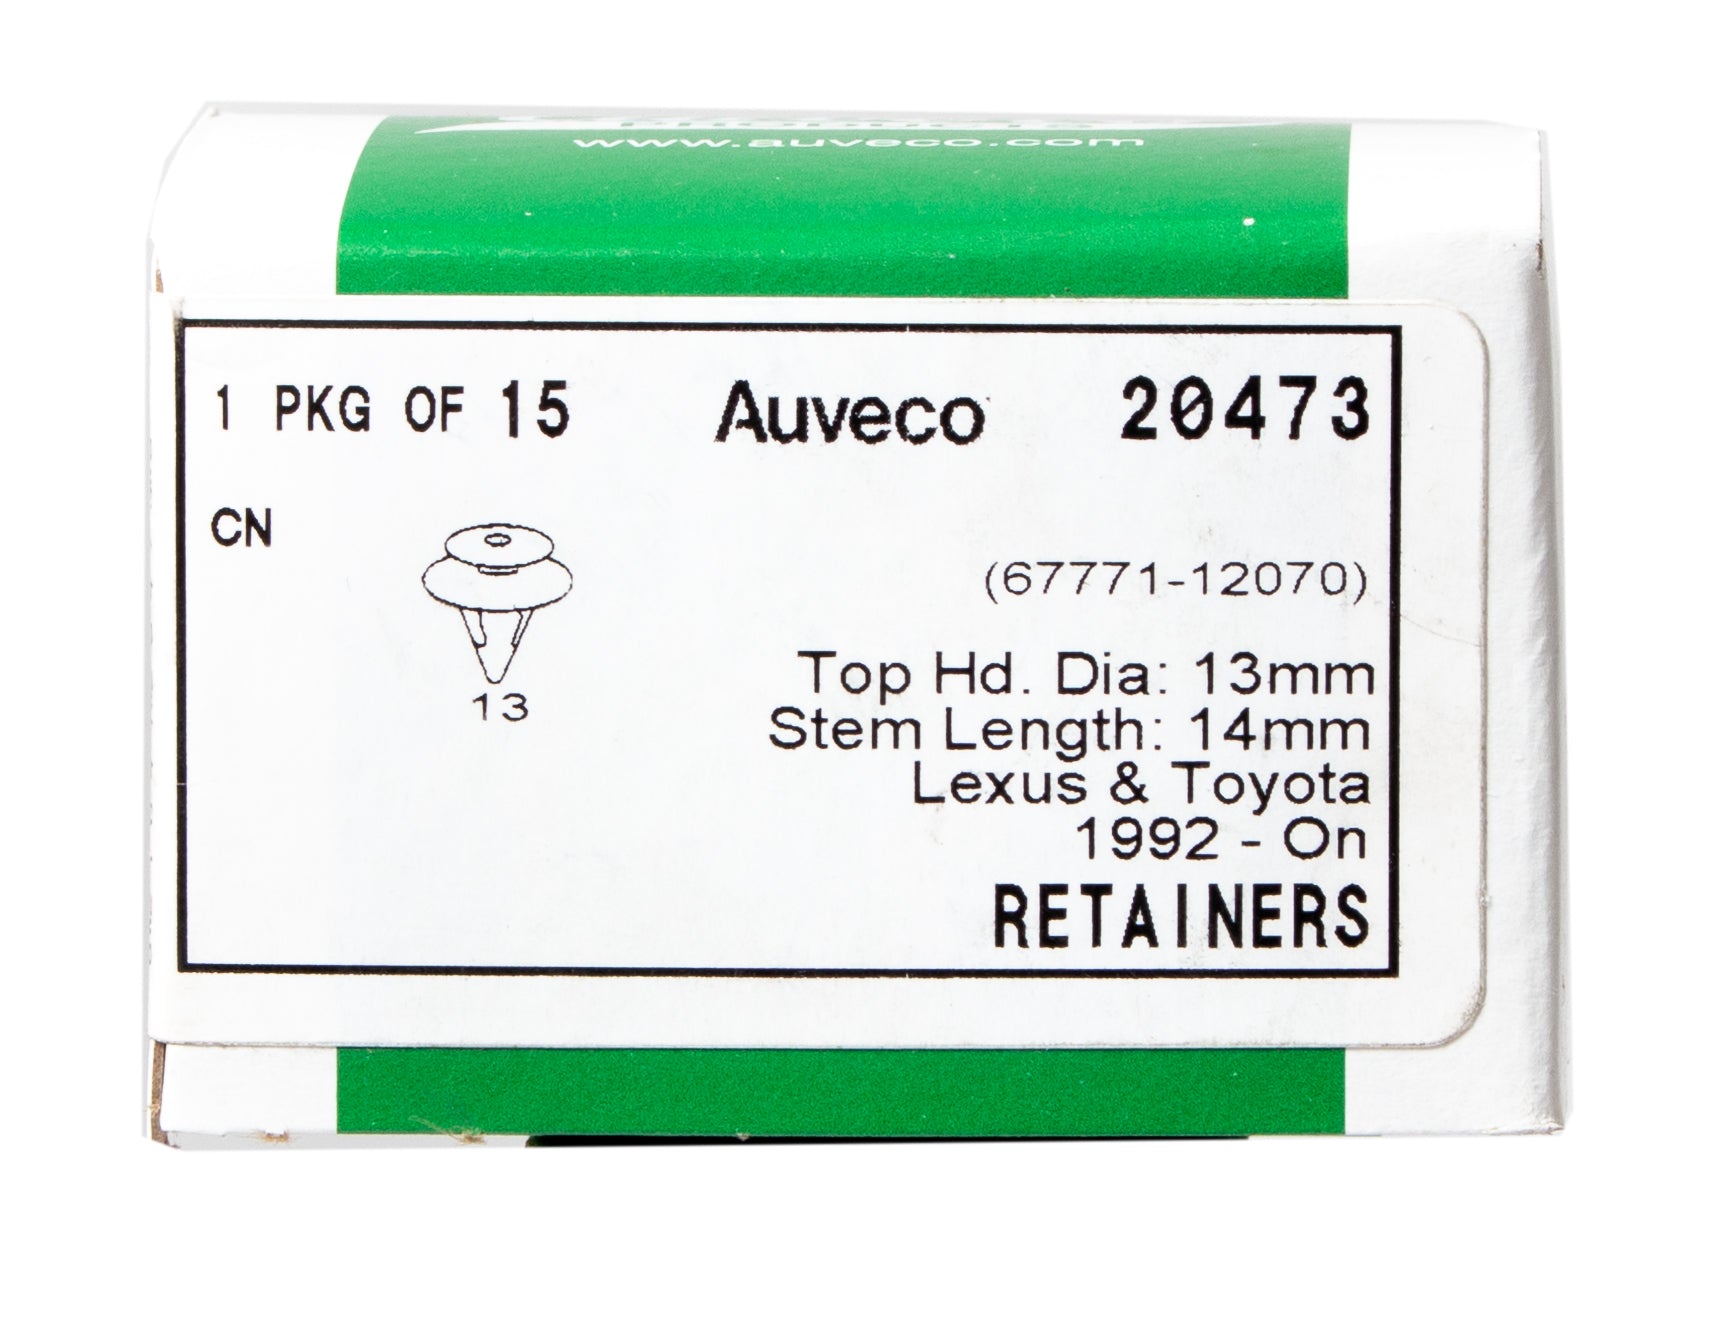 www.auveco.com
1 PKG OF 15 Auveco 20473
CN
(67771-12070)
13
Top Hd. Dia: 13mm
Stem Length: 14mm
Lexus & Toyota
1992 - On
RETAINERS